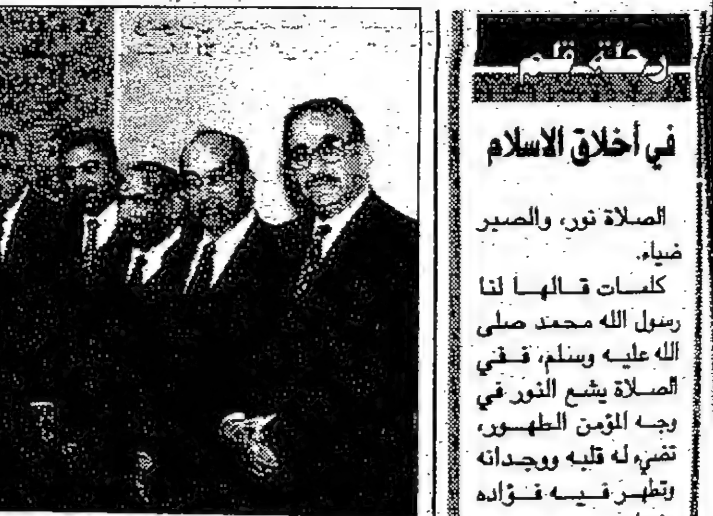 رحلة قلم
في أخلاق الاسلام
الصلاة نور، والصبر
ضياء.
كلمات قالها لنا
رسول الله محمد صلى
الله عليه وسلم، ففي
الصلاة يشع النور في
وجه المؤمن الطهور،
تضيء له قلبه ووجدانه
وتطهر فيه فؤاده